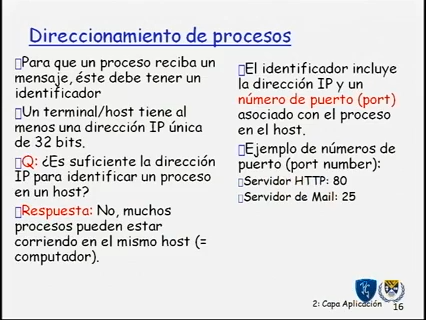 Direccionamiento de procesos
Para que un proceso reciba un
mensaje, éste debe tener un
identificador
Un terminal/host tiene al
menos una dirección IP única
de 32 bits.
Q: ¿Es suficiente la dirección
IP para identificar un proceso
en un host?
Respuesta: No, muchos
procesos pueden estar
corriendo en el mismo host (=
computador).
El identificador incluye
la dirección IP y un
número de puerto (port)
asociado con el proceso
en el host.
Ejemplo de números de
puerto (port number):
Servidor HTTP: 80
Servidor de Mail: 25
2: Capa Aplicación
16